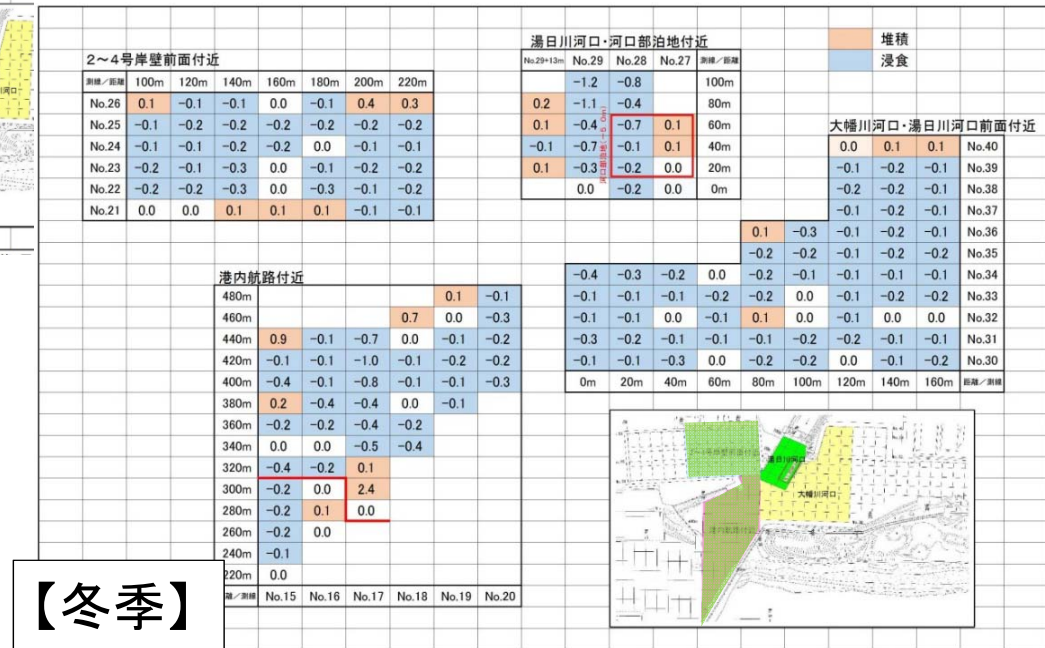 堆積
浸食
2～4号岸壁前面付近
測線／距離 100m 120m 140m 160m 180m 200m 220m
No.26 0.1 -0.1 -0.1 0.0 -0.1 0.4 0.3
No.25 -0.1 -0.2 -0.2 -0.2 -0.2 -0.2 -0.2
No.24 -0.1 -0.1 -0.2 -0.2 0.0 -0.1 -0.1
No.23 -0.2 -0.1 -0.3 0.0 -0.1 -0.2 -0.2
No.22 -0.2 -0.2 -0.3 0.0 -0.3 -0.1 -0.2
No.21 0.0 0.0 0.1 0.1 0.1 -0.1 -0.1
湯日川河口・河口部泊地付近
No.29+13m No.29 No.28 No.27 測線／距離
-1.2 -0.8 100m
0.2 -1.1 -0.4 80m
0.1 -0.4 -0.7 0.1 60m
-0.1 -0.7 -0.1 0.1 40m
0.1 -0.3 -0.2 0.0 20m
0.0 -0.2 0.0 0m
大幡川河口・湯日川河口前面付近
0.0 0.1 0.1 No.40
-0.1 -0.2 -0.1 No.39
-0.2 -0.2 -0.1 No.38
-0.1 -0.2 -0.1 No.37
0.1 -0.3 -0.1 -0.2 -0.1 No.36
-0.2 -0.2 -0.1 -0.2 -0.2 No.35
-0.4 -0.3 -0.2 0.0 -0.2 -0.1 -0.1 -0.1 -0.1 No.34
-0.1 -0.1 -0.1 -0.2 -0.2 0.0 -0.1 -0.2 -0.2 No.33
-0.1 -0.1 0.0 -0.1 0.1 0.0 -0.1 0.0 0.0 No.32
-0.3 -0.2 -0.1 -0.1 -0.1 -0.2 -0.2 -0.1 -0.1 No.31
-0.1 -0.1 -0.3 0.0 -0.2 -0.2 0.0 -0.1 -0.2 No.30
0m 20m 40m 60m 80m 100m 120m 140m 160m 距離／測線
港内航路付近
480m 0.1 -0.1
460m 0.7 0.0 -0.3
440m 0.9 -0.1 -0.7 0.0 -0.1 -0.2
420m -0.1 -0.1 -1.0 -0.1 -0.2 -0.2
400m -0.4 -0.1 -0.8 -0.1 -0.1 -0.3
380m 0.2 -0.4 -0.4 0.0 -0.1
360m -0.2 -0.2 -0.4 -0.2
340m 0.0 0.0 -0.5 -0.4
320m -0.4 -0.2 0.1
300m -0.2 0.0 2.4
280m -0.2 0.1 0.0
260m -0.2 0.0
240m -0.1
220m 0.0
離／測線 No.15 No.16 No.17 No.18 No.19 No.20
2～4号岸壁前面付近
湯日川河口
大幡川河口
港内航路付近
【冬季】